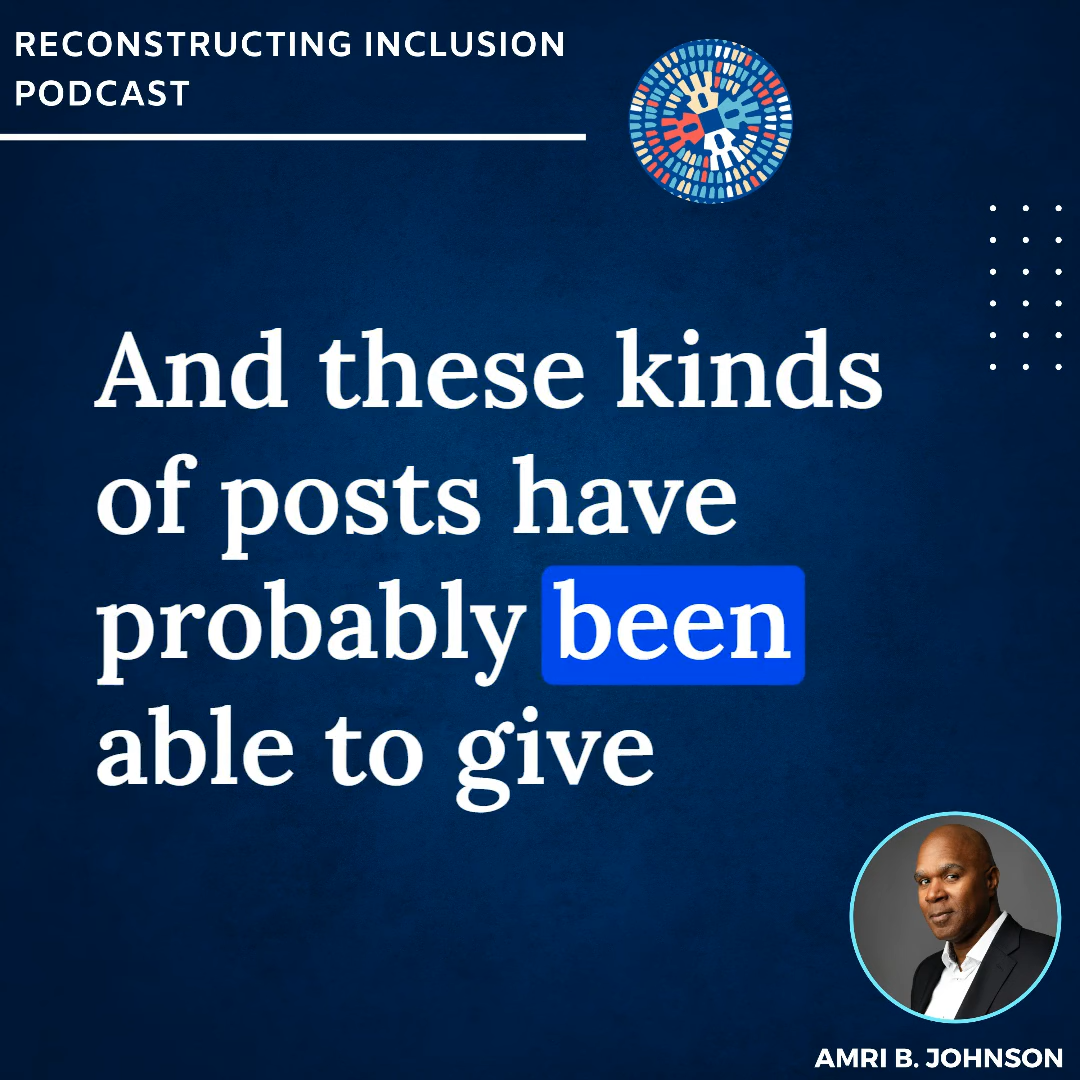 RECONSTRUCTING INCLUSION
PODCAST
And these kinds
of posts have
probably been
able to give
AMRI B. JOHNSON